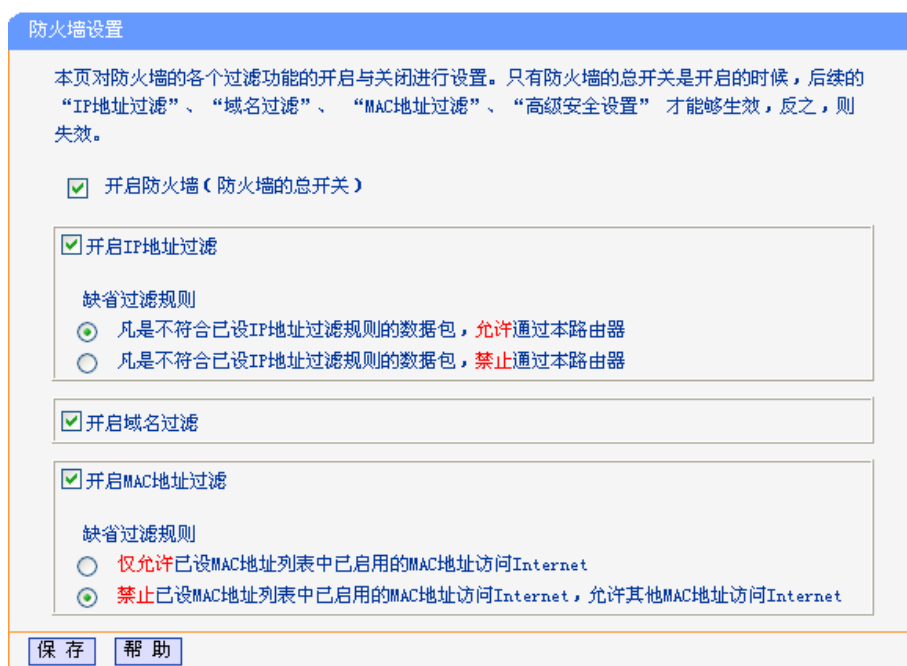 防火墙设置
本页对防火墙的各个过滤功能的开启与关闭进行设置。只有防火墙的总开关是开启的时候，后续的
“IP地址过滤”、“域名过滤”、 “MAC地址过滤”、“高级安全设置” 才能够生效，反之，则
失效。
开启防火墙（防火墙的总开关）
开启IP地址过滤
缺省过滤规则
凡是不符合已设IP地址过滤规则的数据包，允许通过本路由器
凡是不符合已设IP地址过滤规则的数据包，禁止通过本路由器
开启域名过滤
开启MAC地址过滤
缺省过滤规则
仅允许已设MAC地址列表中已启用的MAC地址访问Internet
禁止已设MAC地址列表中已启用的MAC地址访问Internet，允许其他MAC地址访问Internet
保 存 帮 助